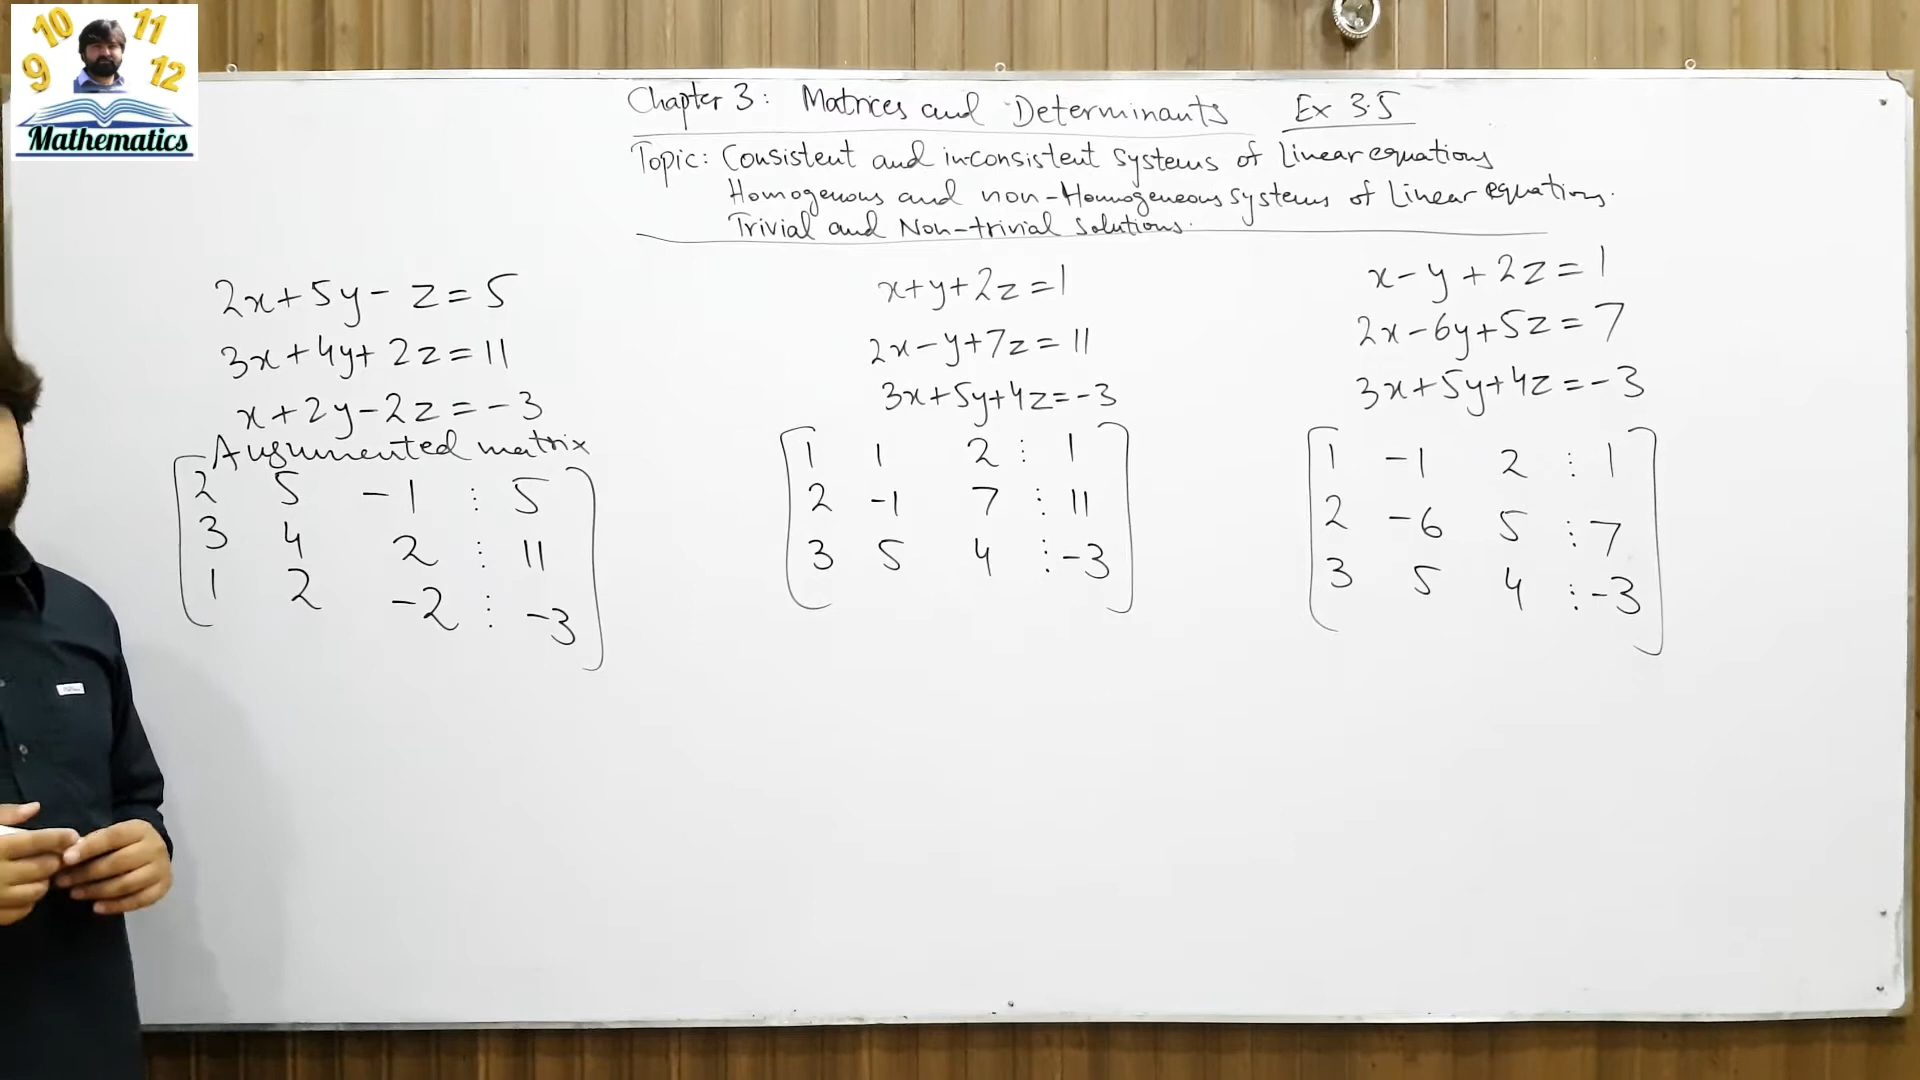 10 11
9 12
Mathematics
Chapter 3: Matrices and Determinants Ex 3.5
Topic: Consistent and inconsistent systems of Linear equations
Homogenous and non-Homogeneous systems of Linear equations.
Trivial and Non-trivial solutions.
2x+5y-z=5
3x+4y+2z=11
x+2y-2z=-3
Augumented matrix
2 5 -1 ⋮ 5
3 4 2 ⋮ 11
1 2 -2 ⋮ -3
x+y+2z=1
2x-y+7z=11
3x+5y+4z=-3
1 1 2 ⋮ 1
2 -1 7 ⋮ 11
3 5 4 ⋮ -3
x-y+2z=1
2x-6y+5z=7
3x+5y+4z=-3
1 -1 2 ⋮ 1
2 -6 5 ⋮ 7
3 5 4 ⋮ -3